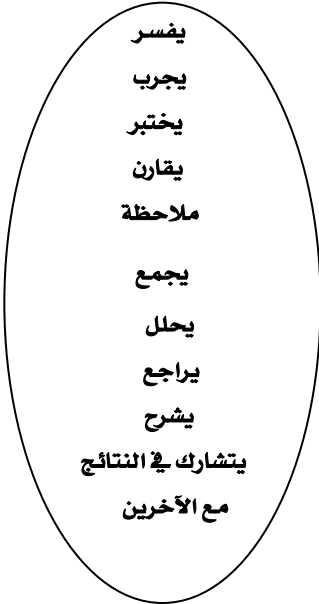 يفسر
يجرب
يختبر
يقارن
ملاحظة
يجمع
يحلل
يراجع
يشرح
يتشارك في النتائج
مع الآخرين